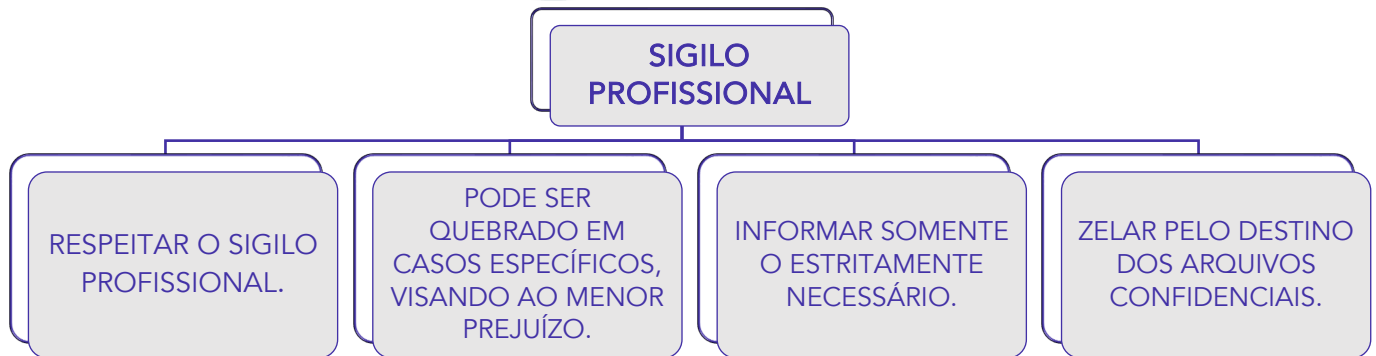 SIGILO
PROFISSIONAL
RESPEITAR O SIGILO
PROFISSIONAL.
PODE SER
QUEBRADO EM
CASOS ESPECÍFICOS,
VISANDO AO MENOR
PREJUÍZO.
INFORMAR SOMENTE
O ESTRITAMENTE
NECESSÁRIO.
ZELAR PELO DESTINO
DOS ARQUIVOS
CONFIDENCIAIS.